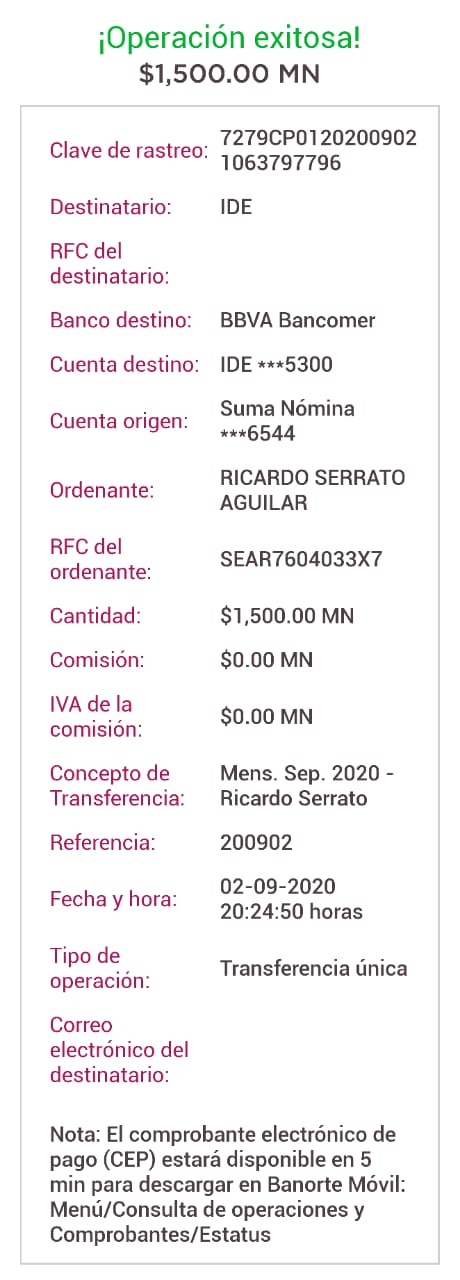 ¡Operación exitosa!
$1,500.00 MN
Clave de rastreo: 7279CP0120200902
1063797796
Destinatario: IDE
RFC del
destinatario:
Banco destino: BBVA Bancomer
Cuenta destino: IDE ***5300
Cuenta origen: Suma Nómina
***6544
Ordenante: RICARDO SERRATO
AGUILAR
RFC del
ordenante: SEAR7604033X7
Cantidad: $1,500.00 MN
Comisión: $0.00 MN
IVA de la
comisión: $0.00 MN
Concepto de Mens. Sep. 2020 -
Transferencia: Ricardo Serrato
Referencia: 200902
Fecha y hora: 02-09-2020
20:24:50 horas
Tipo de
operación: Transferencia única
Correo
electrónico del
destinatario:
Nota: El comprobante electrónico de
pago (CEP) estará disponible en 5
min para descargar en Banorte Móvil:
Menú/Consulta de operaciones y
Comprobantes/Estatus